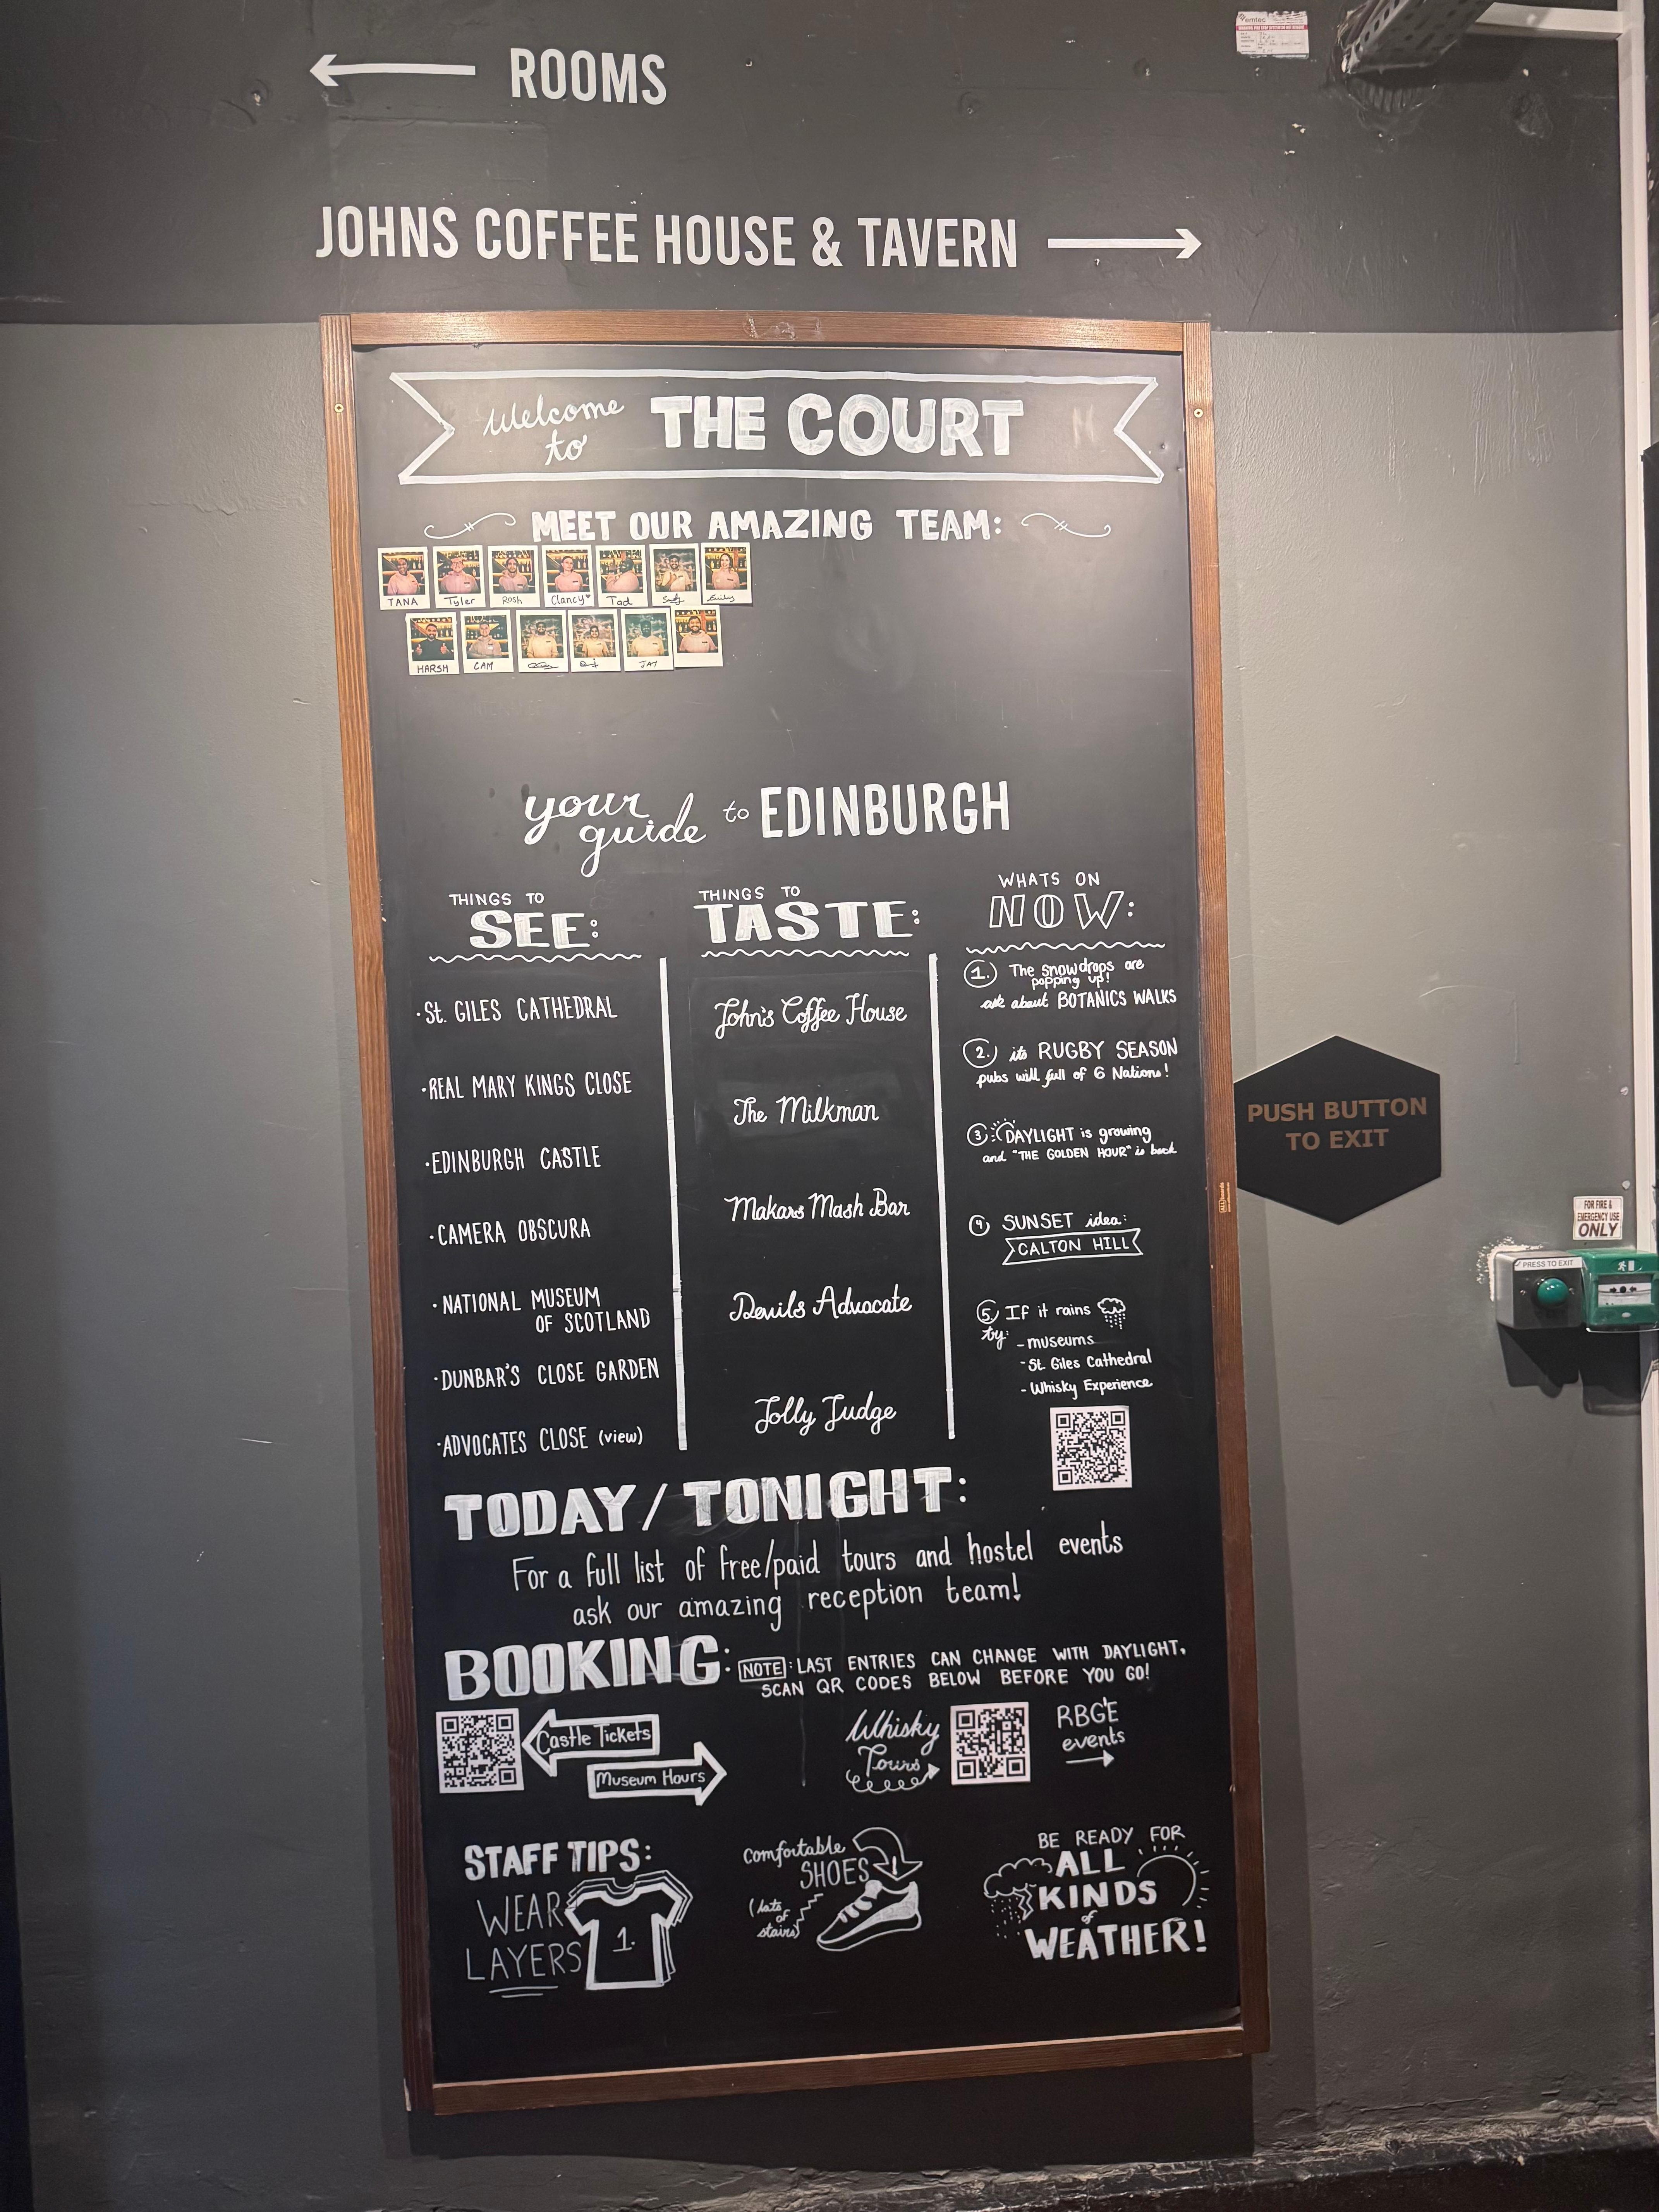 ROOMS
JOHNS COFFEE HOUSE & TAVERN
Welcome to THE COURT
MEET OUR AMAZING TEAM:
TANA Tyler Rosh Clancy Tad Emily
HARSH CAM JAY
your guide to EDINBURGH
THINGS TO
SEE:
• St. GILES CATHEDRAL
• REAL MARY KINGS CLOSE
• EDINBURGH CASTLE
• CAMERA OBSCURA
• NATIONAL MUSEUM
OF SCOTLAND
• DUNBAR'S CLOSE GARDEN
• ADVOCATES CLOSE (view)
THINGS TO
TASTE:
John's Coffee House
The Milkman
Makars Mash Bar
Devils Advocate
Jolly Judge
WHATS ON
NOW:
1. The snowdrops are
popping up!
ask about BOTANICS WALKS
2. its RUGBY SEASON
pubs will full of 6 Nations!
3 DAYLIGHT is growing
and "THE GOLDEN HOUR" is back
4 SUNSET idea:
CALTON HILL
5. If it rains
try:
- museums
- St. Giles Cathedral
- Whisky Experience
TODAY / TONIGHT:
For a full list of free/paid tours and hostel events
ask our amazing reception team!
BOOKING:
NOTE: LAST ENTRIES CAN CHANGE WITH DAYLIGHT,
SCAN QR CODES BELOW BEFORE YOU GO!
Castle Tickets
Museum Hours
Whisky
Tours
RBGE
events
STAFF TIPS:
WEAR
LAYERS
1.
comfortable
SHOES
(lots
of
stairs)
BE READY FOR
ALL
KINDS
of
WEATHER!
PUSH BUTTON
TO EXIT
FOR FIRE &
EMERGENCY USE
ONLY
PRESS TO EXIT
emtec